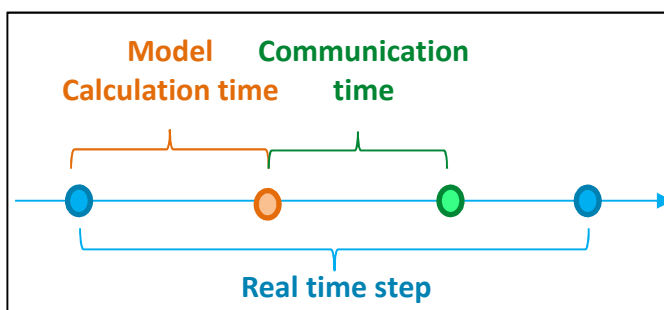 Model
Calculation time
Communication
time
Real time step